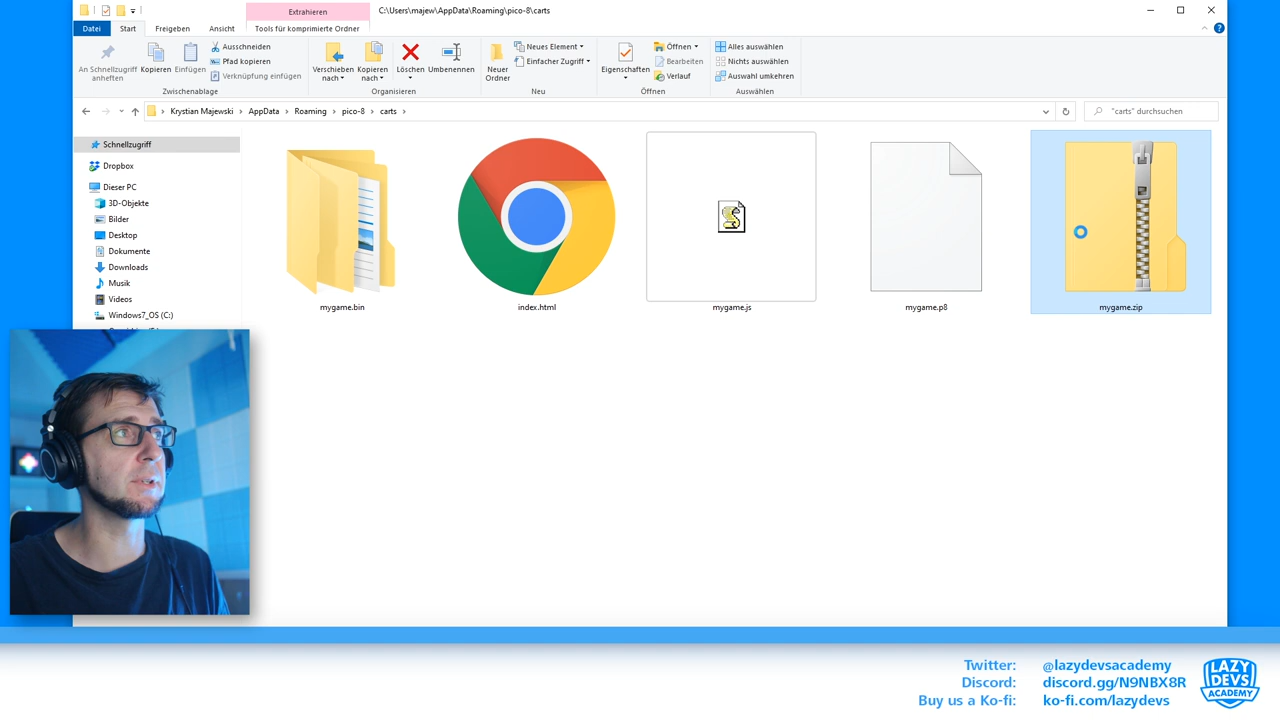 Extrahieren
C:\Users\majew\AppData\Roaming\pico-8\carts
Datei
Start
Freigeben
Ansicht
Tools für komprimierte Ordner
An Schnellzugriff anheften
Kopieren
Einfügen
Ausschneiden
Pfad kopieren
Verknüpfung einfügen
Zwischenablage
Verschieben nach
Kopieren nach
Löschen
Umbenennen
Organisieren
Neuer Ordner
Neues Element
Einfacher Zugriff
Neu
Eigenschaften
Öffnen
Bearbeiten
Verlauf
Öffnen
Alles auswählen
Nichts auswählen
Auswahl umkehren
Auswählen
Krystian Majewski > AppData > Roaming > pico-8 > carts >
"carts" durchsuchen
Schnellzugriff
Dropbox
Dieser PC
3D-Objekte
Bilder
Desktop
Dokumente
Downloads
Musik
Videos
Windows7_OS (C:)
mygame.bin
index.html
mygame.js
mygame.p8
mygame.zip
Twitter: @lazydevsacademy
Discord: discord.gg/N9NBX8R
Buy us a Ko-fi: ko-fi.com/lazydevs
LAZY
DEVS
ACADEMY